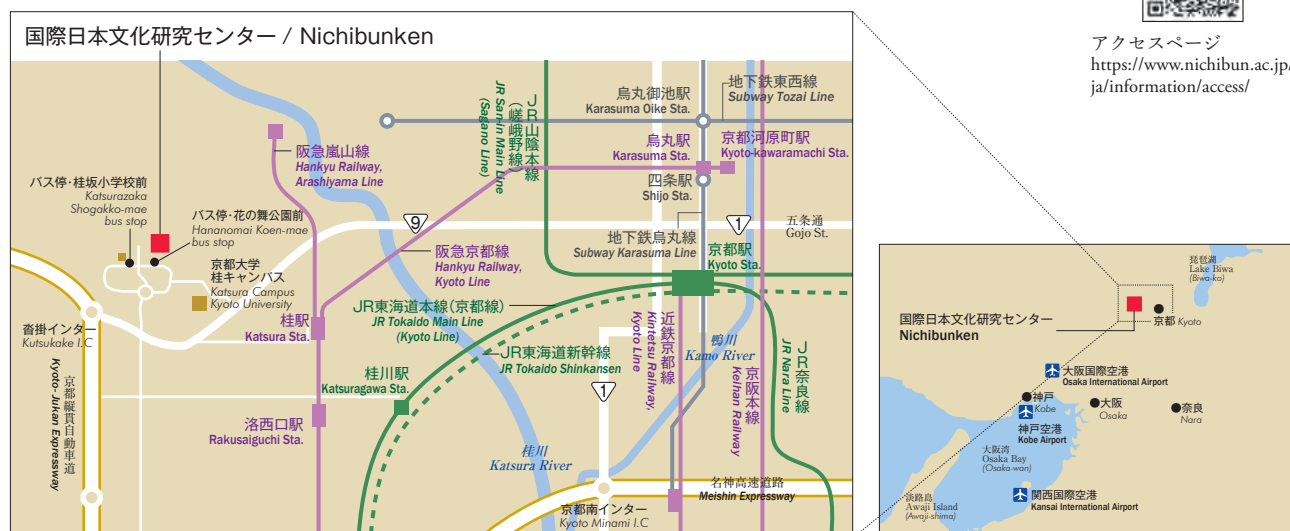 国際日本文化研究センター / Nichibunken
アクセスページ
https://www.nichibun.ac.jp/
ja/information/access/
地下鉄東西線
Subway Tozai Line
烏丸御池駅
Karasuma Oike Sta.
JR山陰本線
（嵯峨野線）
JR San-in Main Line
(Sagano Line)
烏丸駅
Karasuma Sta.
京都河原町駅
Kyoto-kawaramachi Sta.
阪急嵐山線
Hankyu Railway,
Arashiyama Line
四条駅
Shijo Sta.
バス停・桂坂小学校前
Katsurazaka
Shogakko-mae
bus stop
バス停・花の舞公園前
Hananomai Koen-mae
bus stop
9
1
五条通
Gojo St.
地下鉄烏丸線
Subway Karasuma Line
京都駅
Kyoto Sta.
阪急京都線
Hankyu Railway,
Kyoto Line
京都大学
桂キャンパス
Katsura Campus
Kyoto University
JR東海道本線(京都線)
JR Tokaido Main Line
(Kyoto Line)
桂駅
Katsura Sta.
沓掛インター
Kutsukake I.C
JR東海道新幹線
JR Tokaido Shinkansen
近鉄京都線
Kintetsu Railway,
Kyoto Line
鴨川
Kamo River
JR奈良線
JR Nara Line
京阪本線
Keihan Railway
桂川駅
Katsuragawa Sta.
1
京都縦貫自動車道
Kyoto-Jukan Expressway
洛西口駅
Rakusaiguchi Sta.
桂川
Katsura River
名神高速道路
Meishin Expressway
京都南インター
Kyoto Minami I.C
琵琶湖
Lake Biwa
(Biwa-ko)
国際日本文化研究センター
Nichibunken
京都 Kyoto
大阪国際空港
Osaka International Airport
神戸
Kobe
大阪
Osaka
奈良
Nara
神戸空港
Kobe Airport
大阪湾
Osaka Bay
(Osaka-wan)
淡路島
Awaji Island
(Awaji-shima)
関西国際空港
Kansai International Airport